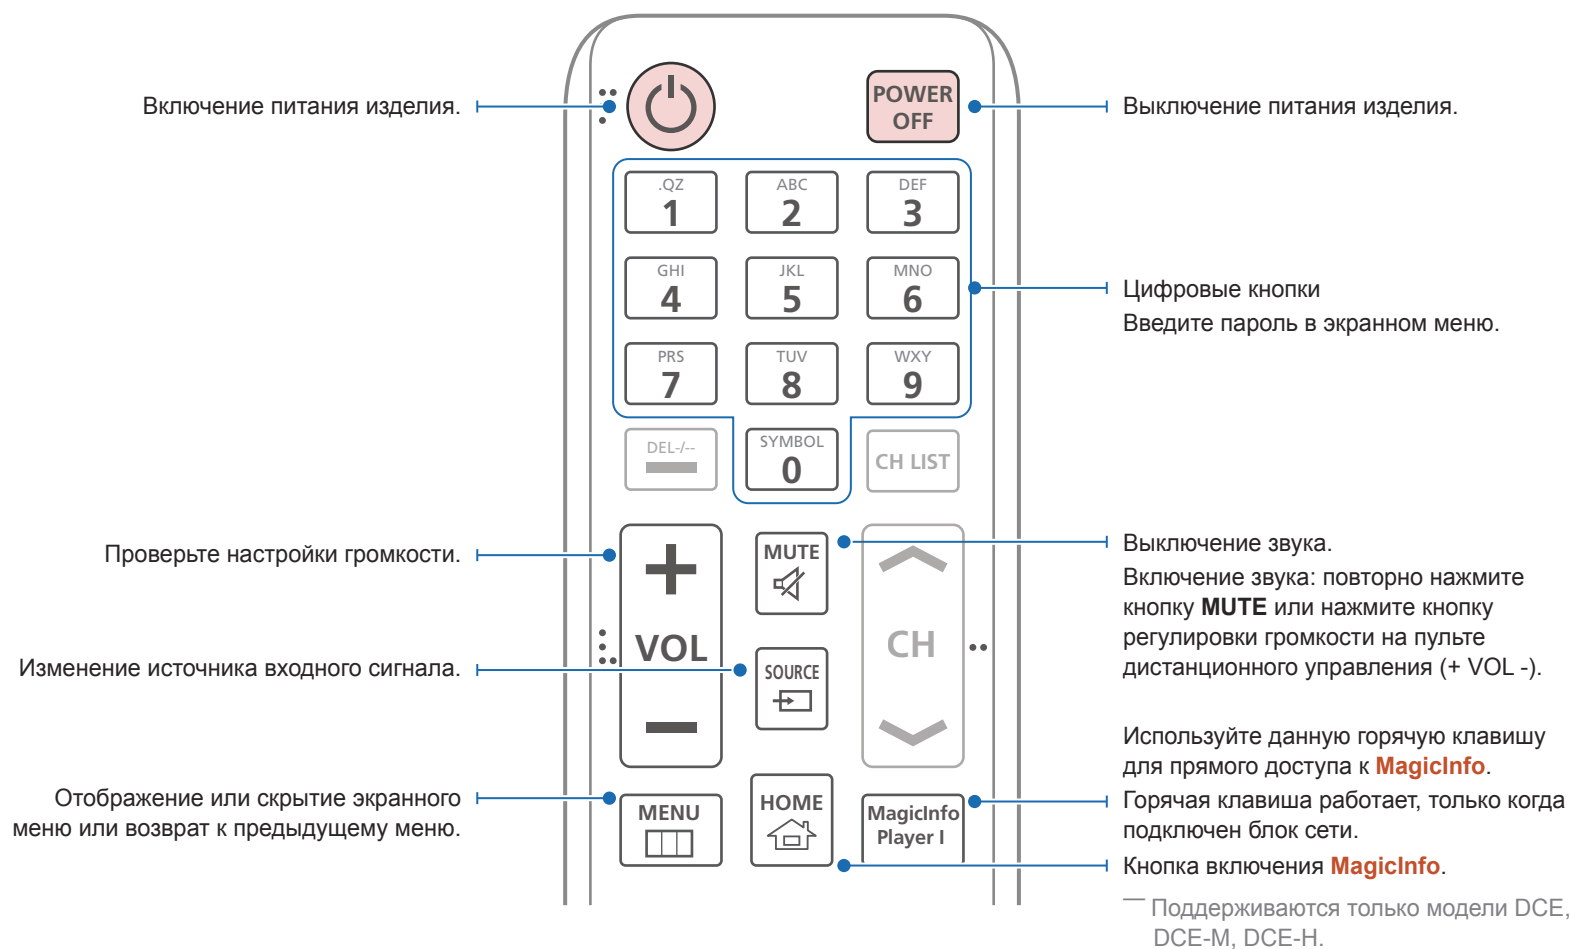 Включение питания изделия.
POWER
OFF
Выключение питания изделия.
.QZ
1
ABC
2
DEF
3
GHI
4
JKL
5
MNO
6
Цифровые кнопки
Введите пароль в экранном меню.
PRS
7
TUV
8
WXY
9
DEL-/--
SYMBOL
0
CH LIST
Проверьте настройки громкости.
VOL
MUTE
CH
Выключение звука.
Включение звука: повторно нажмите
кнопку MUTE или нажмите кнопку
регулировки громкости на пульте
дистанционного управления (+ VOL -).
Изменение источника входного сигнала.
SOURCE
Используйте данную горячую клавишу
для прямого доступа к MagicInfo.
Горячая клавиша работает, только когда
подключен блок сети.
Отображение или скрытие экранного
меню или возврат к предыдущему меню.
MENU
HOME
MagicInfo
Player I
Кнопка включения MagicInfo.
― Поддерживаются только модели DCE,
DCE-M, DCE-H.